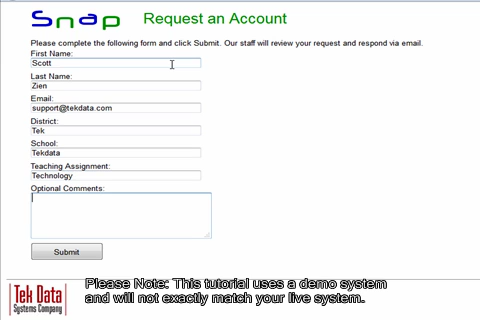 Snap Request an Account
Please complete the following form and click Submit. Our staff will review your request and respond via email.
First Name:
Scott
Last Name:
Zien
Email:
support@tekdata.com
District:
Tek
School:
Tekdata
Teaching Assignment:
Technology
Optional Comments:
Submit
Please Note: This tutorial uses a demo system
and will not exactly match your live system.
Tek Data
Systems Company